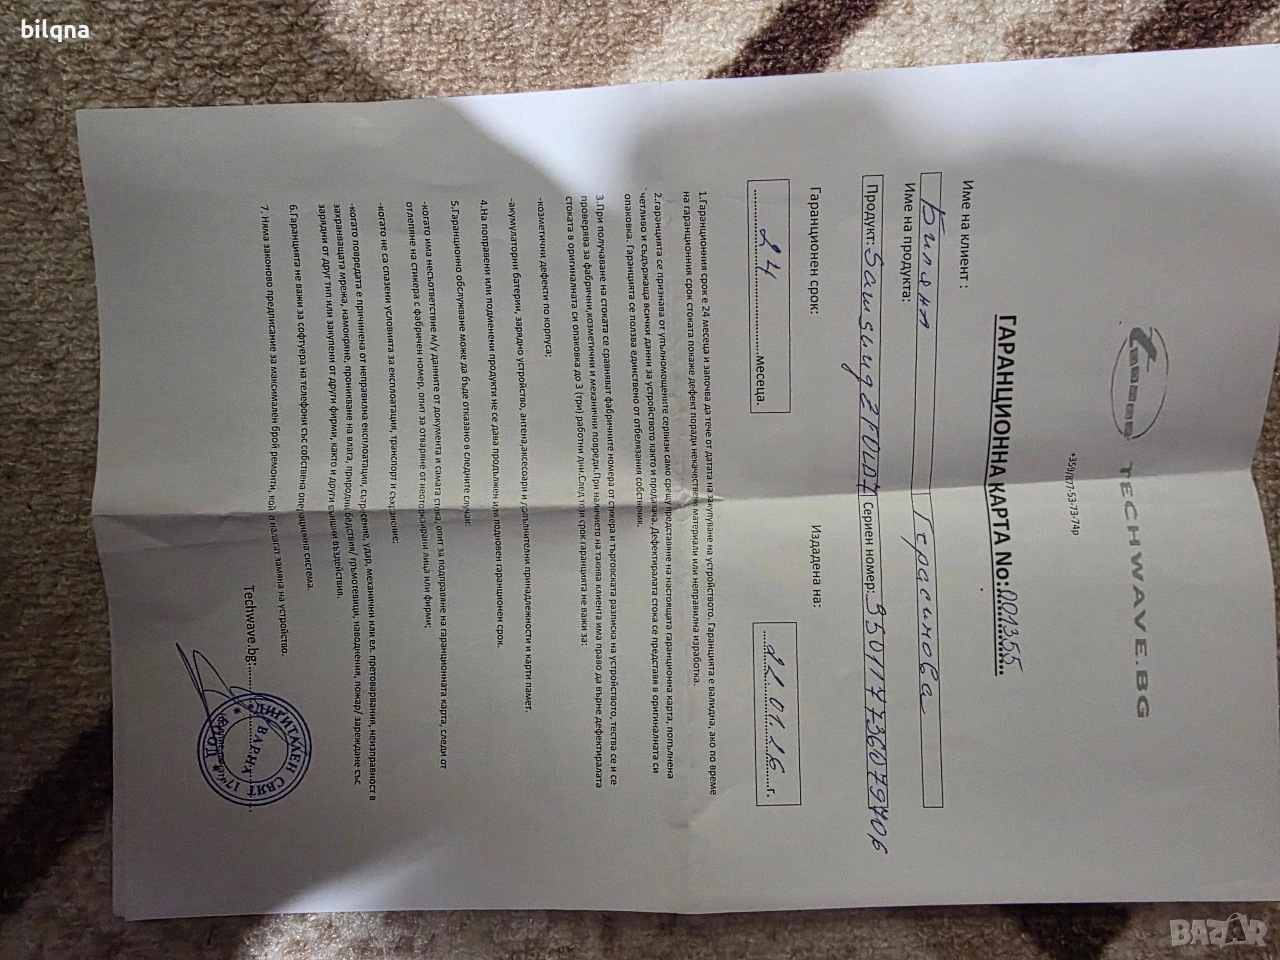 bilqna
TECHWAVE.BG
+359/877-53-73-74р
ГАРАНЦИОННА КАРТА No:001355
Име на клиент :
Биляна Герасимова
Име на продукта:
Продукт: Samsung Z FOLD 7 Сериен номер: 350117736079706
Гаранционен срок: Издадена на:
24 месеца. 22.01.26 г.
1.Гаранционния срок е 24 месеца и започва да тече от датата на закупуване на устройството. Гаранцията е валидна, ако по време
на гаранционния срок стоката покаже дефект поради некачествени материали или неправилна изработка.
2.гаранцията се признава от упълномощените сервизи само срещу представяне на настоящата гаранционна карта, попълнена
четливо и съдържаща всички данни за устройството както и продавача. Дефектиралата стока се представя в оригиналната си
опаковка. Гаранцията се ползва единствено от отбелязания собственик.
3.При получаване на стоката се сравняват фабричните номера от стикера и търговската разписка на устройството, тества се и се
проверява за фабрични,козметични и механични повреди.При наличието на такива клиента има право да върне дефектиралата
стоката в оригиналната си опаковка до 3 (три) работни дни.След този срок гаранцията не важи за:
-козметични дефекти по корпуса;
-акумулаторни батерии, зарядно устройство, антена,аксесоари и допълнителни принадлежности и карти памет.
4.На поправени или подменени продукти не се дава продължен или подновен гаранционен срок.
5.Гаранционно обслужване може да бъде отказано в следните случаи:
-когато има несъответствие м/у данните от документа и самата стока, опит за подправяне на гаранционната карта, следи от
отлепяне на стикера с фабричен номер, опит за отваряне от неоторизирани лица или фирми;
-когато не са спазени условията за експлоатация, транспорт и съхранение;
-когато повредата е причинена от неправилна експлоатация, сътресение, удар, механични или ел. претоварвания, неизправност в
захранващата мрежа, намокряне, проникване на влага, природни бедствия/ гръмотевици, наводнения, пожар/ зареждане със
зарядни от друг тип или закупени от други фирми, както и други външни въздействия.
6.Гаранцията не важи за софтуера на телефони със собствена операционна система.
7. Няма законово предписание за максимален брой ремонти, който налагат замяна на устройство.
Techwave.bg:
ДИГИТАЛЕН СВЯТ 17 ООД
ВАРНА
BAZAR